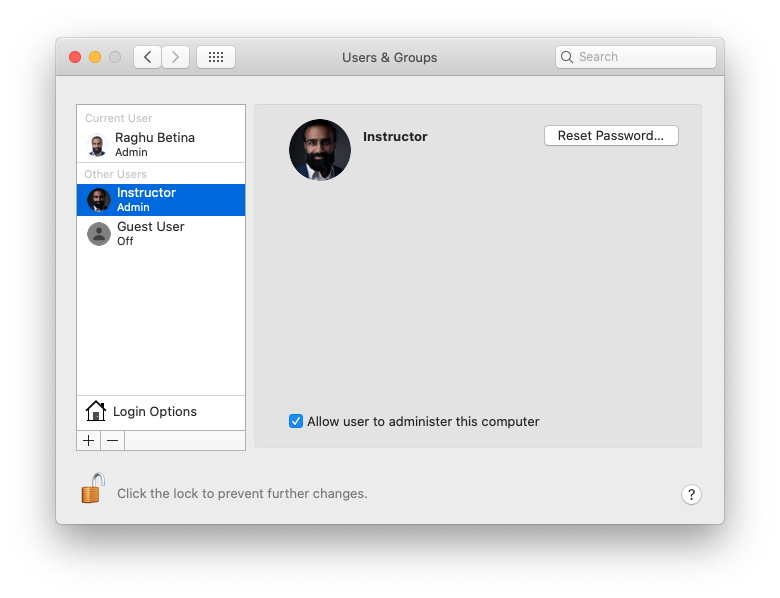 Users & Groups
Search
Current User
Raghu Betina
Admin
Other Users
Instructor
Admin
Guest User
Off
Login Options
Instructor
Reset Password...
Allow user to administer this computer
Click the lock to prevent further changes.
?